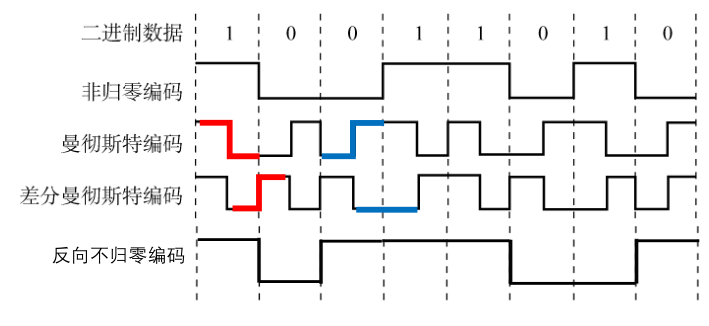 二进制数据 1 0 0 1 1 0 1 0
非归零编码
曼彻斯特编码
差分曼彻斯特编码
反向不归零编码